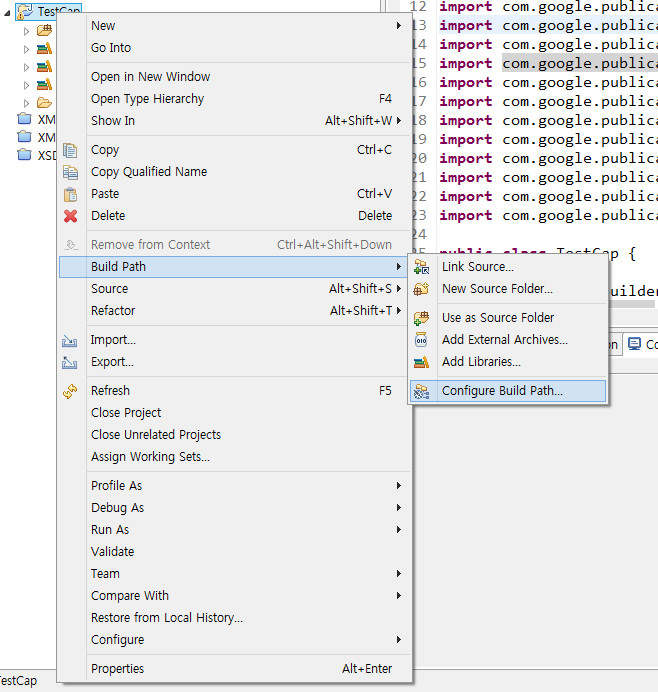 TestCap
XM
XM
XSD
New
Go Into
Open in New Window
Open Type Hierarchy F4
Show In Alt+Shift+W
Copy Ctrl+C
Copy Qualified Name
Paste Ctrl+V
Delete Delete
Remove from Context Ctrl+Alt+Shift+Down
Build Path
Source Alt+Shift+S
Refactor Alt+Shift+T
Import...
Export...
Refresh F5
Close Project
Close Unrelated Projects
Assign Working Sets...
Profile As
Debug As
Run As
Validate
Team
Compare With
Restore from Local History...
Configure
Properties Alt+Enter
Link Source...
New Source Folder...
Use as Source Folder
Add External Archives...
Add Libraries...
Configure Build Path...
12 import com.google.publica
13 import com.google.publica
14 import com.google.publica
15 import com.google.publica
16 import com.google.publica
17 import com.google.publica
18 import com.google.publica
19 import com.google.publica
20 import com.google.publica
21 import com.google.publica
22 import com.google.publica
23 import com.google.publica
24
25 public class TestCap {
uilder
on Co
estCap